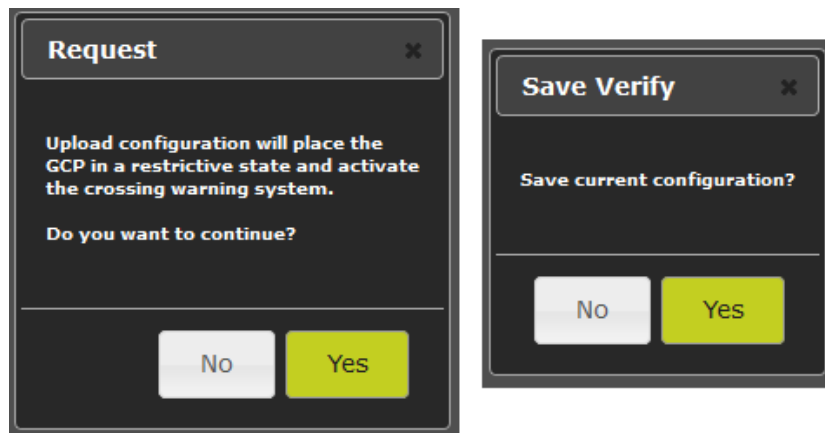 Request
Upload configuration will place the
GCP in a restrictive state and activate
the crossing warning system.
Do you want to continue?
No
Yes
Save Verify
Save current configuration?
No
Yes